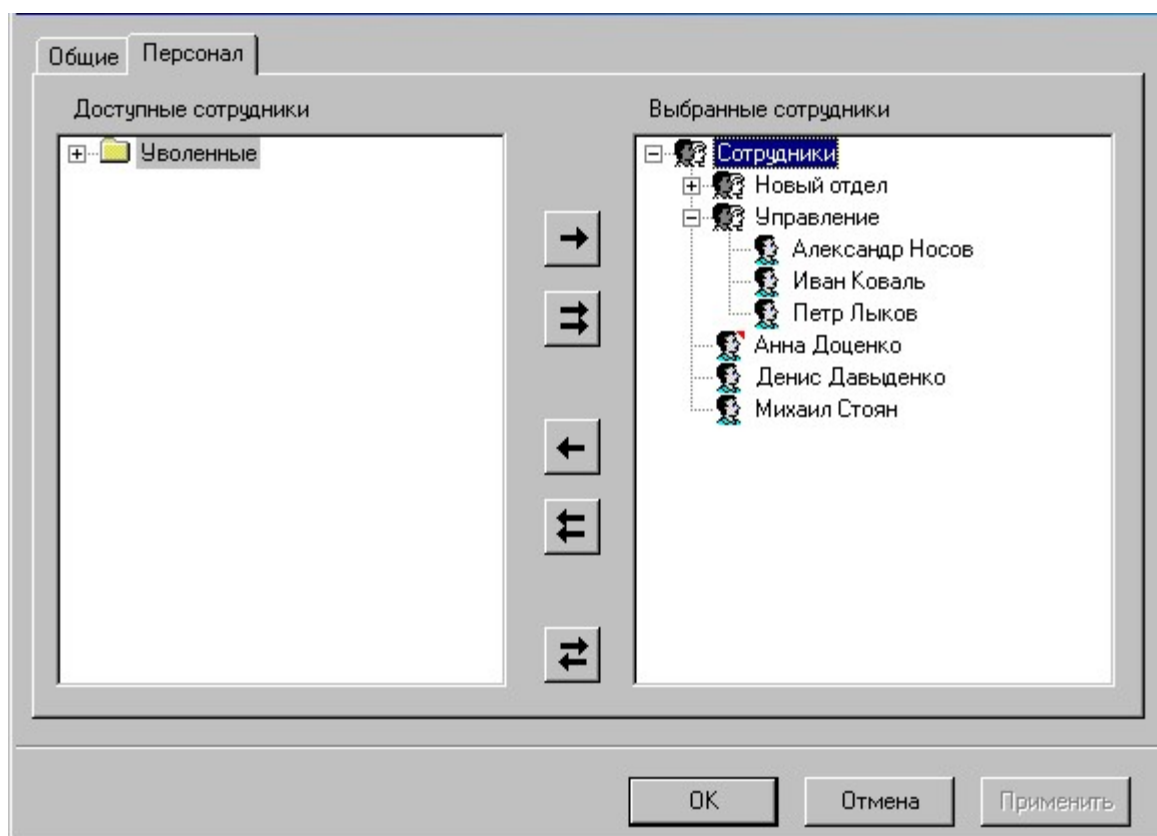 Общие
Персонал
Доступные сотрудники
Уволенные
Выбранные сотрудники
Сотрудники
Новый отдел
Управление
Александр Носов
Иван Коваль
Петр Лыков
Анна Доценко
Денис Давыденко
Михаил Стоян
OK
Отмена
Применить